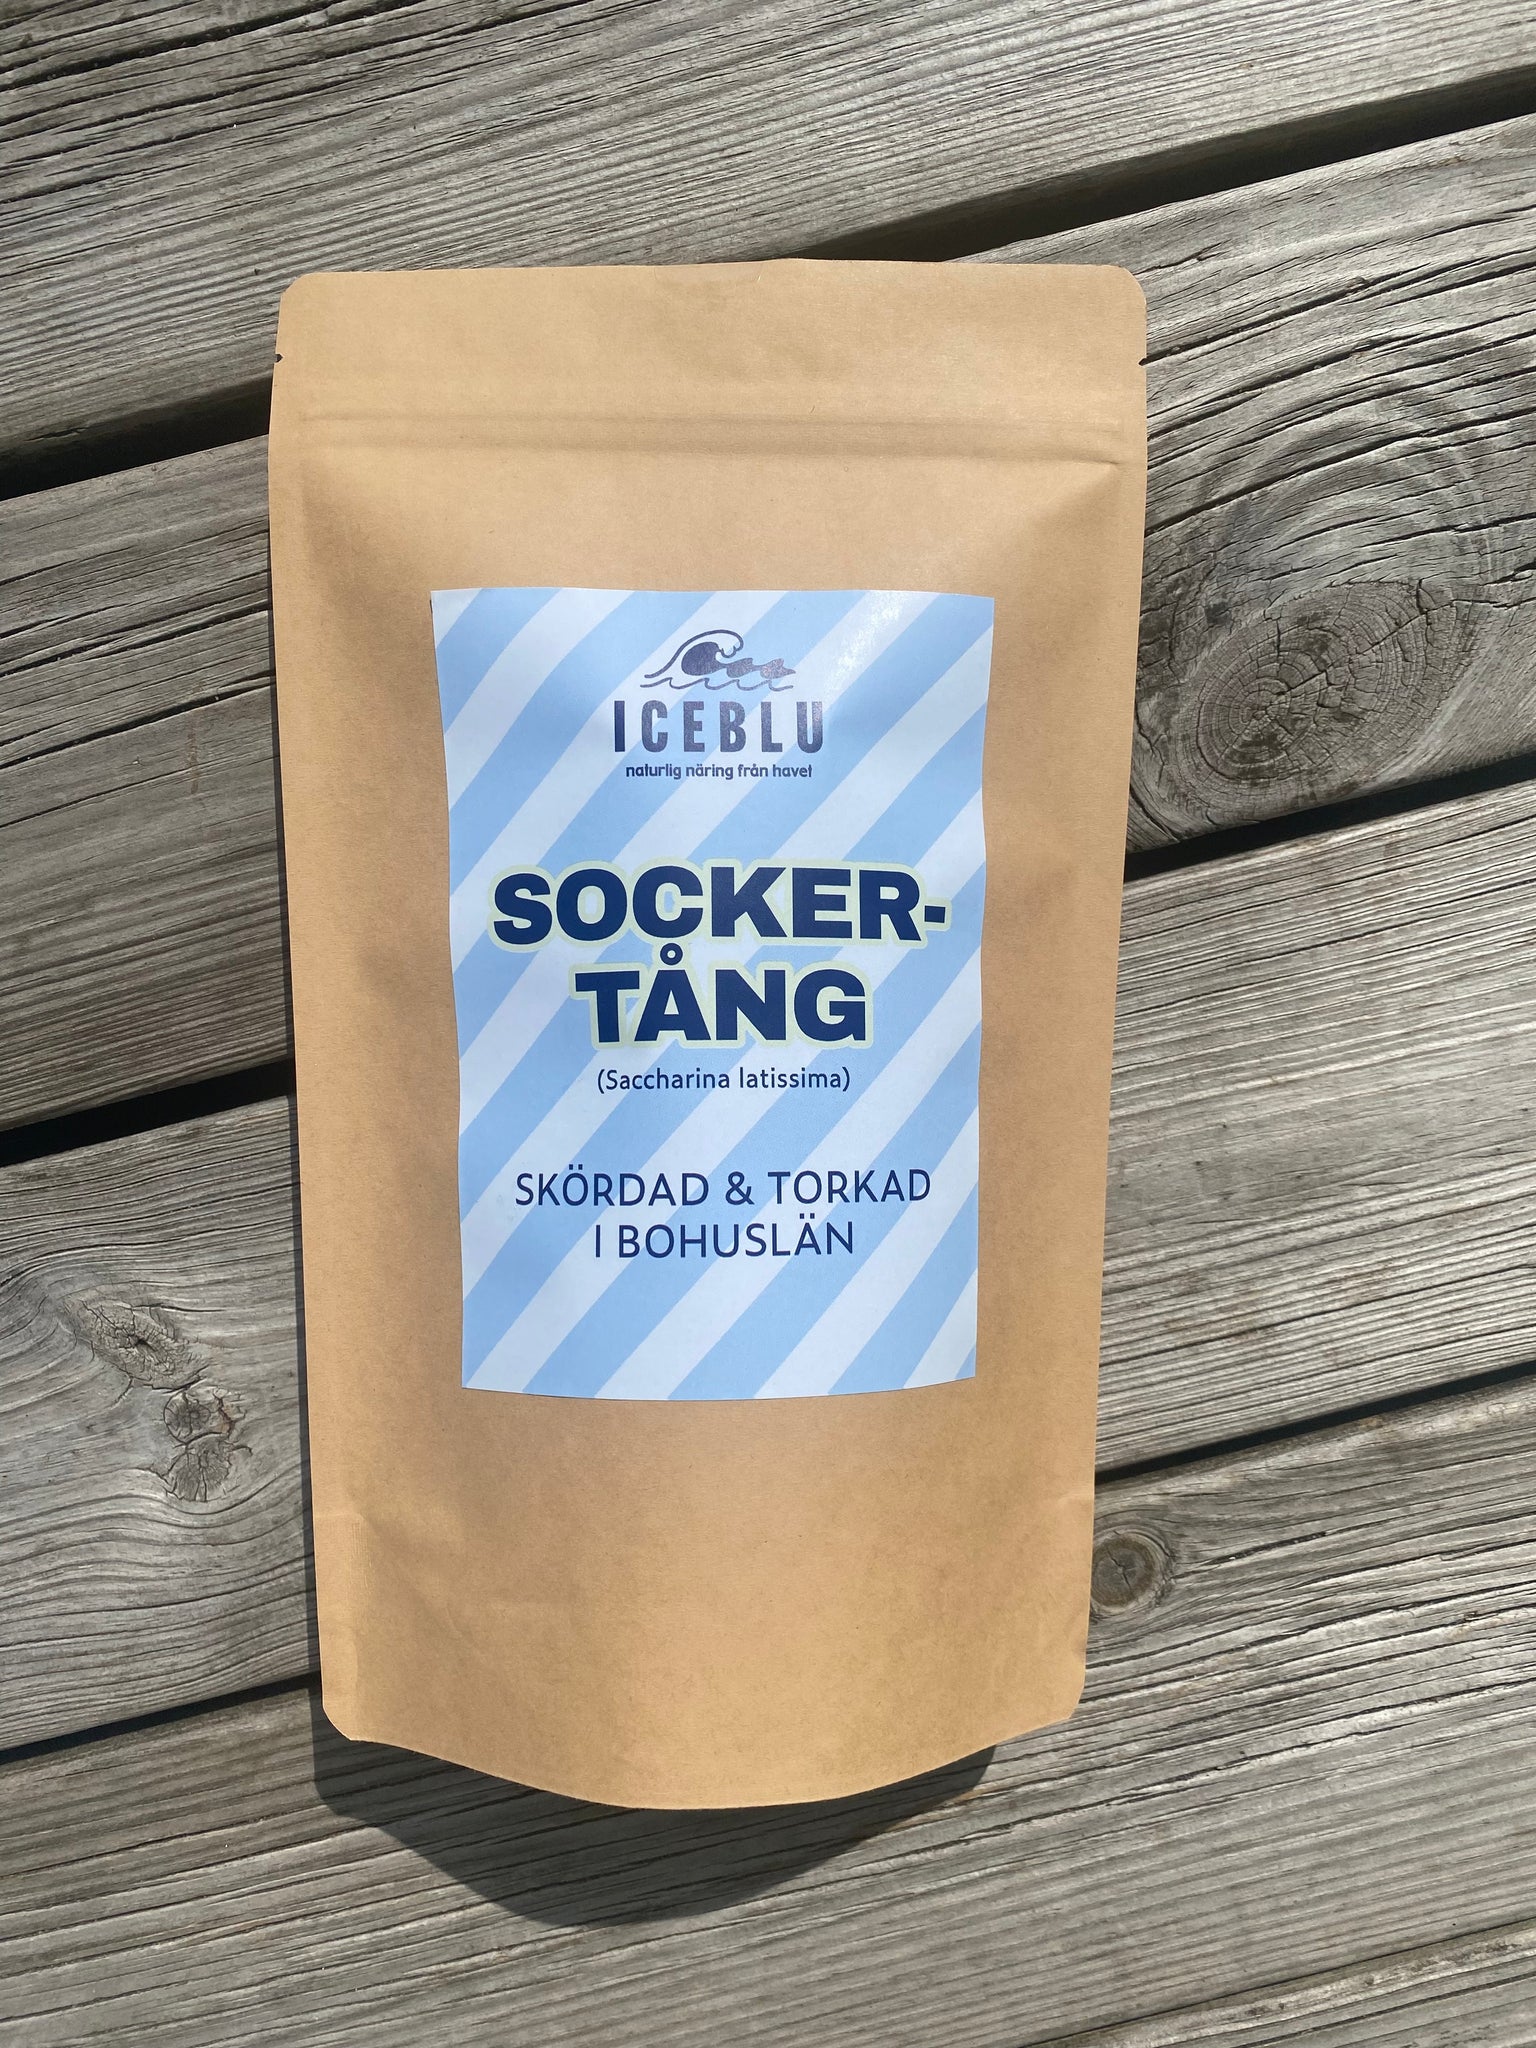 ICEBLU
naturlig näring från havet
SOCKER-
TÅNG
(Saccharina latissima)
SKÖRDAD & TORKAD
I BOHUSLÄN